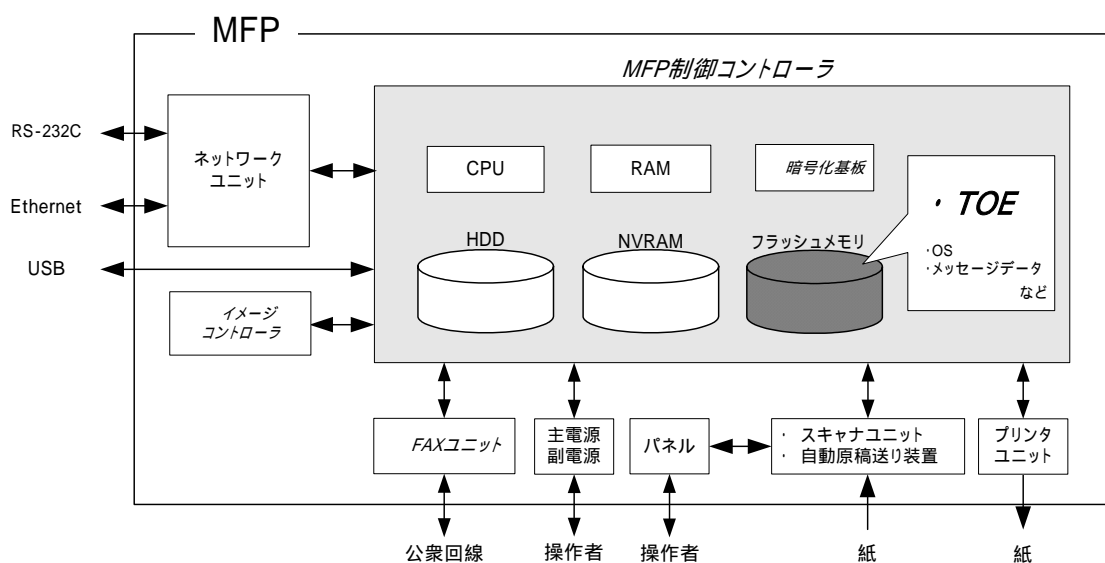 MFP
MFP制御コントローラ
RS-232C
Ethernet
USB
ネットワーク
ユニット
イメージ
コントローラ
CPU
RAM
暗号化基板
HDD
NVRAM
フラッシュメモリ
・ TOE
・OS
・メッセージデータ
など
FAXユニット
主電源
副電源
パネル
・ スキャナユニット
・ 自動原稿送り装置
プリンタ
ユニット
公衆回線
操作者
操作者
紙
紙